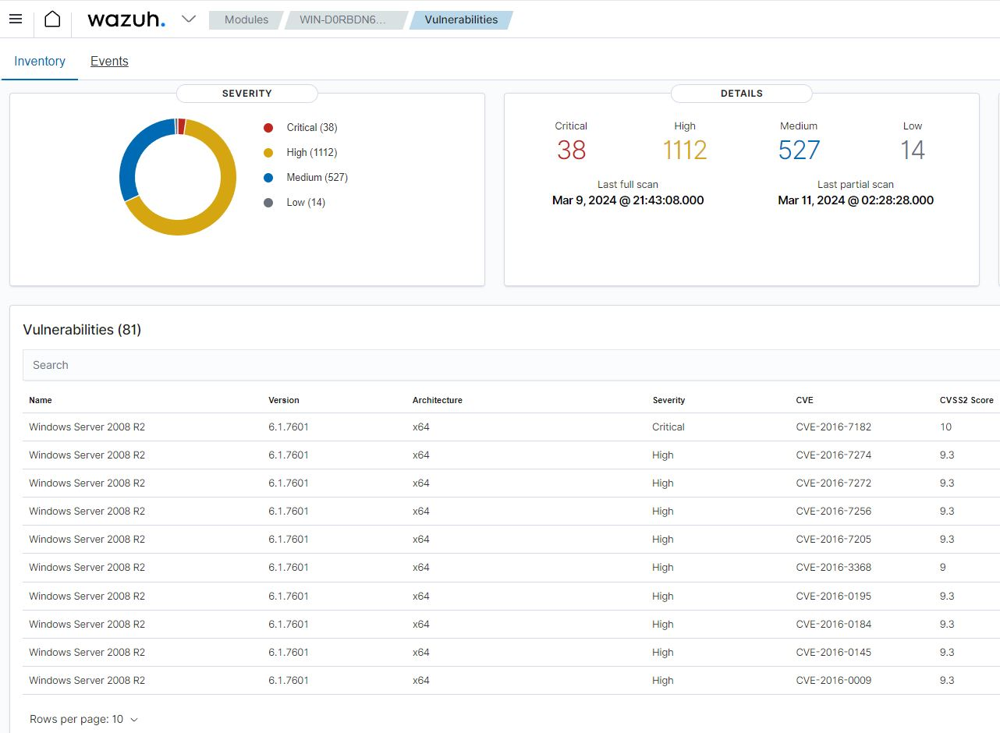 wazuh. Modules WIN-D0RBDN6... Vulnerabilities
Inventory Events
SEVERITY
Critical (38)
High (1112)
Medium (527)
Low (14)
DETAILS
Critical High Medium Low
38 1112 527 14
Last full scan Last partial scan
Mar 9, 2024 @ 21:43:08.000 Mar 11, 2024 @ 02:28:28.000
Vulnerabilities (81)
Search
Name Version Architecture Severity CVE CVSS2 Score
Windows Server 2008 R2 6.1.7601 x64 Critical CVE-2016-7182 10
Windows Server 2008 R2 6.1.7601 x64 High CVE-2016-7274 9.3
Windows Server 2008 R2 6.1.7601 x64 High CVE-2016-7272 9.3
Windows Server 2008 R2 6.1.7601 x64 High CVE-2016-7256 9.3
Windows Server 2008 R2 6.1.7601 x64 High CVE-2016-7205 9.3
Windows Server 2008 R2 6.1.7601 x64 High CVE-2016-3368 9
Windows Server 2008 R2 6.1.7601 x64 High CVE-2016-0195 9.3
Windows Server 2008 R2 6.1.7601 x64 High CVE-2016-0184 9.3
Windows Server 2008 R2 6.1.7601 x64 High CVE-2016-0145 9.3
Windows Server 2008 R2 6.1.7601 x64 High CVE-2016-0009 9.3
Rows per page: 10